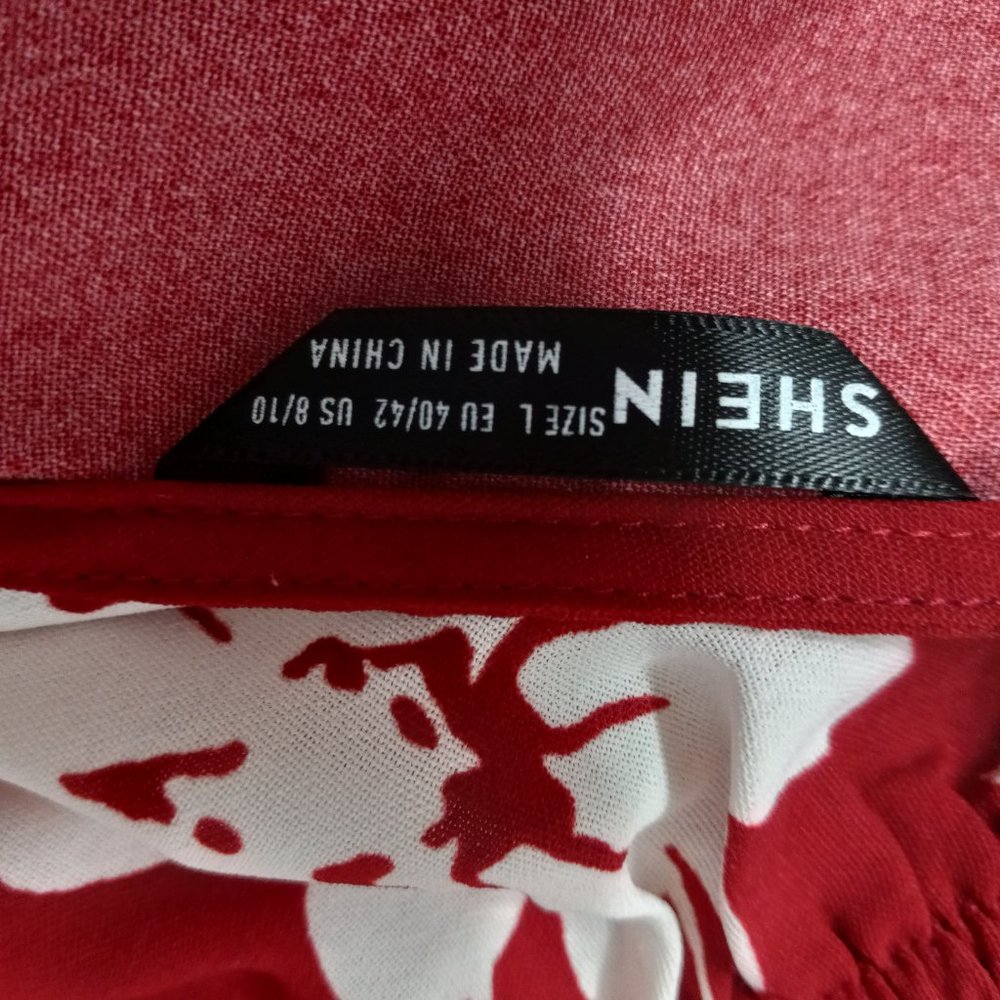 SHEIN
SIZE L EU 40/42 US 8/10
MADE IN CHINA